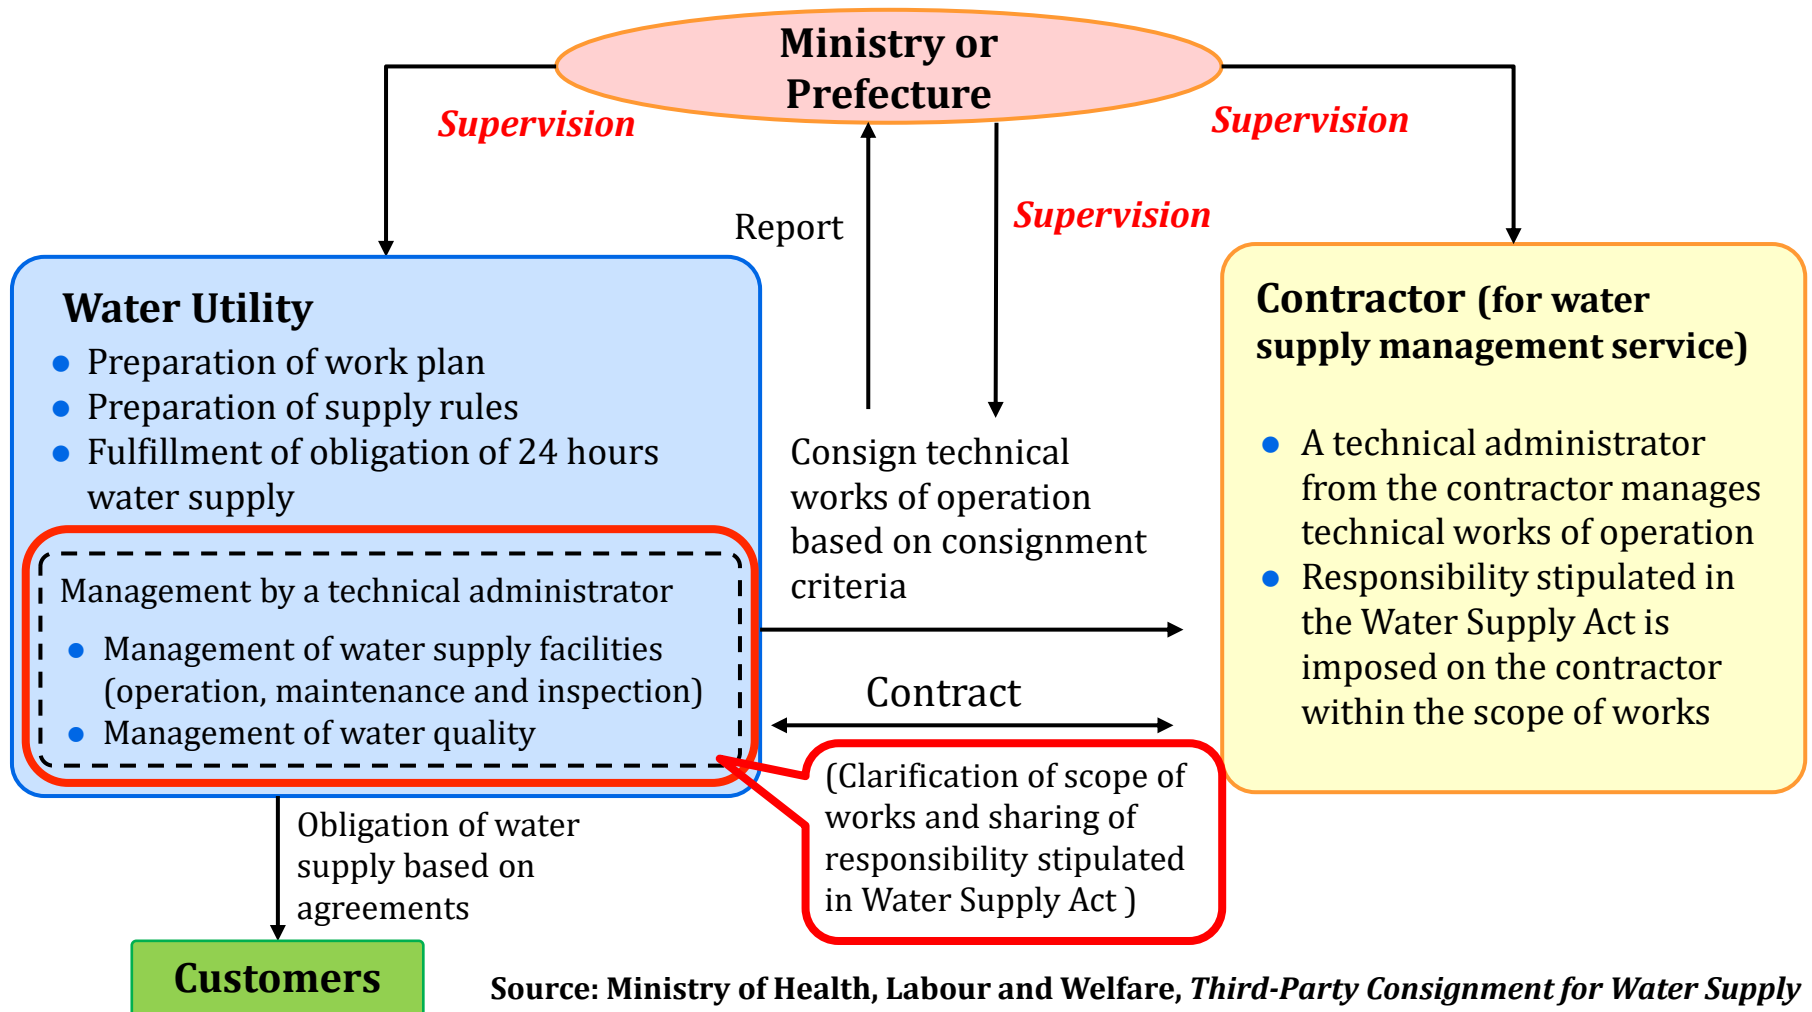 Ministry or
Prefecture
Supervision
Supervision
Report
Supervision
Water Utility
● Preparation of work plan
● Preparation of supply rules
● Fulfillment of obligation of 24 hours
water supply
Management by a technical administrator
● Management of water supply facilities
(operation, maintenance and inspection)
● Management of water quality
Consign technical
works of operation
based on consignment
criteria
Contract
(Clarification of scope of
works and sharing of
responsibility stipulated
in Water Supply Act )
Contractor (for water
supply management service)
● A technical administrator
from the contractor manages
technical works of operation
● Responsibility stipulated in
the Water Supply Act is
imposed on the contractor
within the scope of works
Obligation of water
supply based on
agreements
Customers
Source: Ministry of Health, Labour and Welfare, Third-Party Consignment for Water Supply